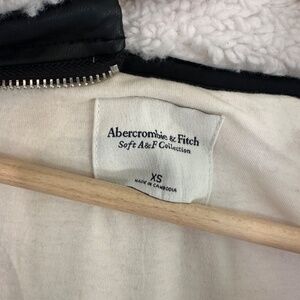 Abercrombie & Fitch
Soft A&F Collection
XS
MADE IN CAMBODIA